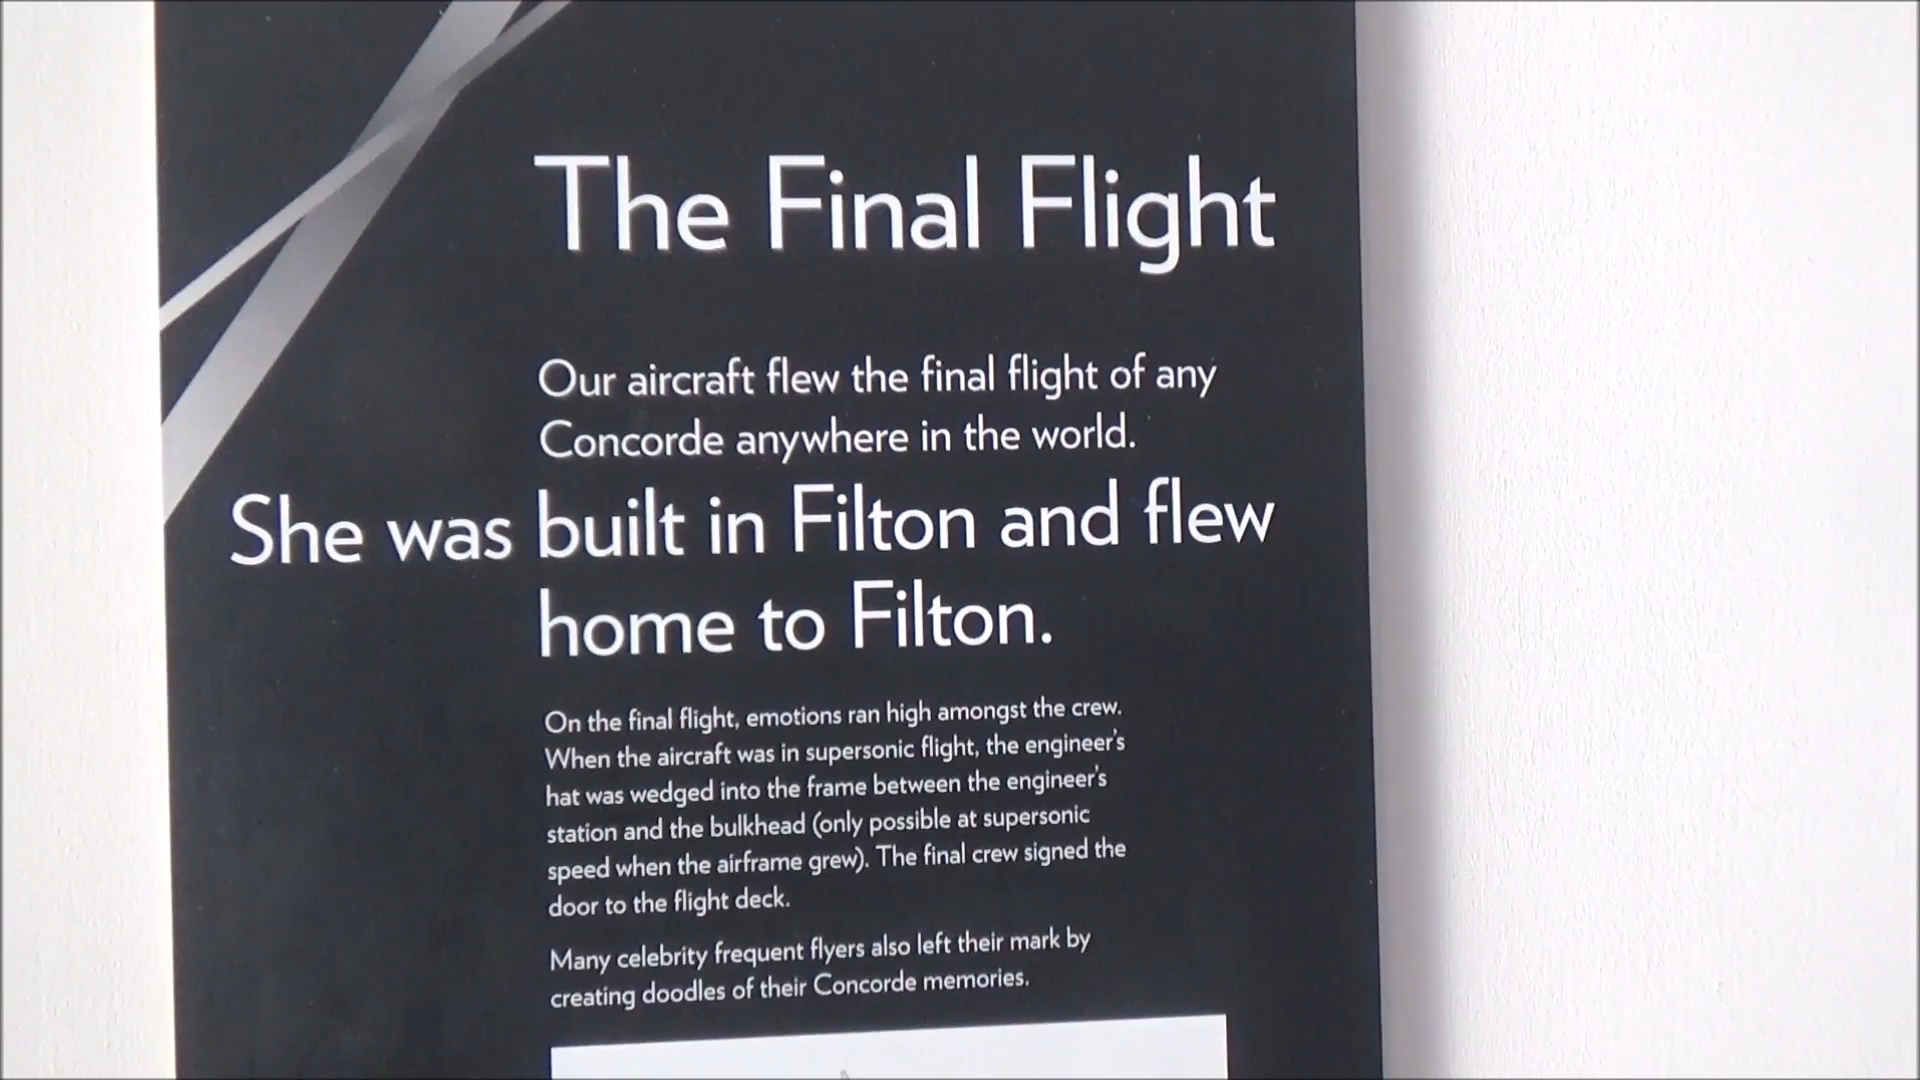 The Final Flight
Our aircraft flew the final flight of any
Concorde anywhere in the world.
She was built in Filton and flew
home to Filton.
On the final flight, emotions ran high amongst the crew.
When the aircraft was in supersonic flight, the engineer's
hat was wedged into the frame between the engineer's
station and the bulkhead (only possible at supersonic
speed when the airframe grew). The final crew signed the
door to the flight deck.
Many celebrity frequent flyers also left their mark by
creating doodles of their Concorde memories.